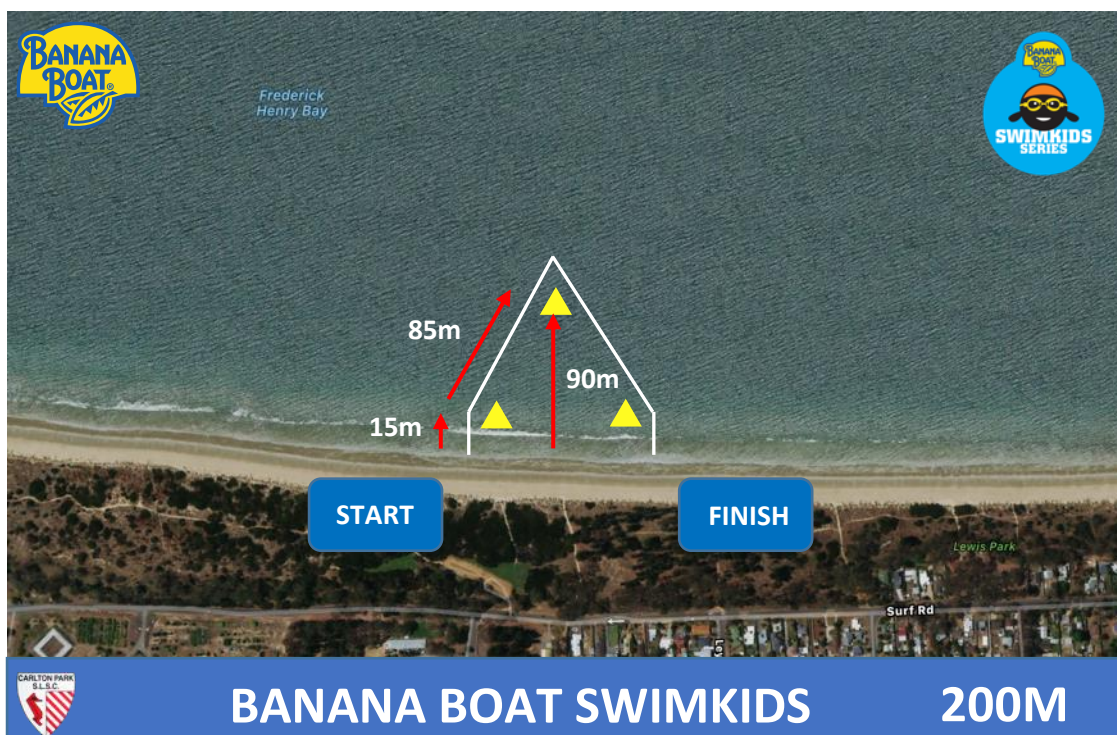 BANANA
BOAT®
Frederick
Henry Bay
BANANA
BOAT
SWIMKIDS
SERIES
85m
90m
15m
START
FINISH
Lewis Park
Surf Rd
CARLTON PARK
S.L.S.C.
BANANA BOAT SWIMKIDS
200M